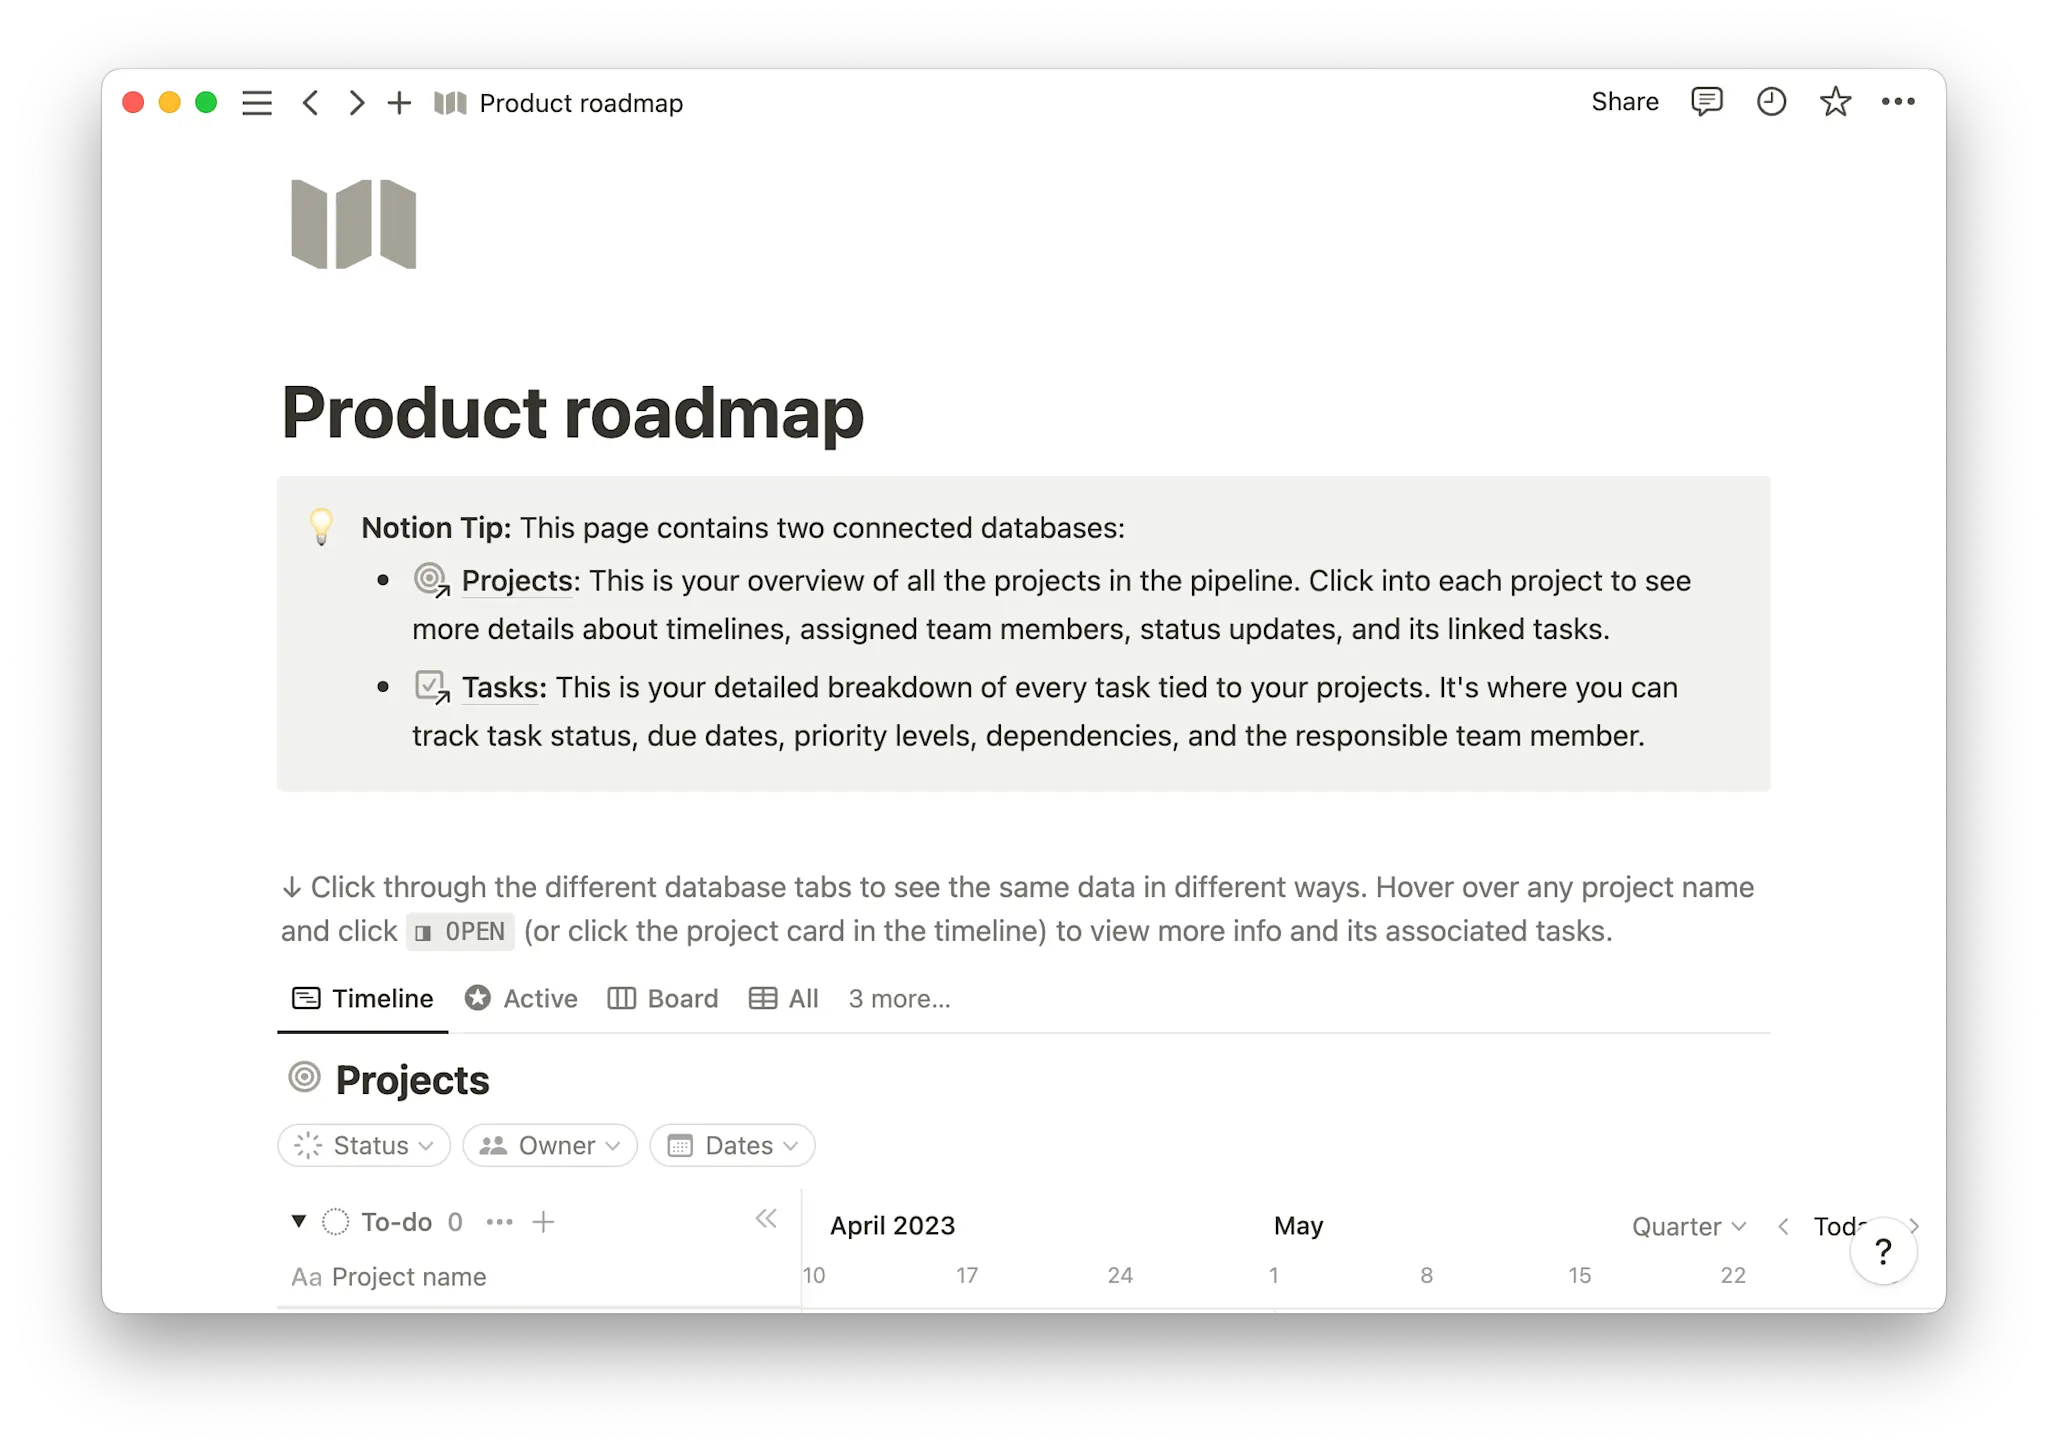 Product roadmap
Share
Product roadmap
Notion Tip: This page contains two connected databases:
Projects: This is your overview of all the projects in the pipeline. Click into each project to see
more details about timelines, assigned team members, status updates, and its linked tasks.
Tasks: This is your detailed breakdown of every task tied to your projects. It's where you can
track task status, due dates, priority levels, dependencies, and the responsible team member.
↓ Click through the different database tabs to see the same data in different ways. Hover over any project name
and click OPEN (or click the project card in the timeline) to view more info and its associated tasks.
Timeline Active Board All 3 more...
Projects
Status Owner Dates
To-do 0 April 2023 May Quarter
Aa Project name 10 17 24 1 8 15 22
?